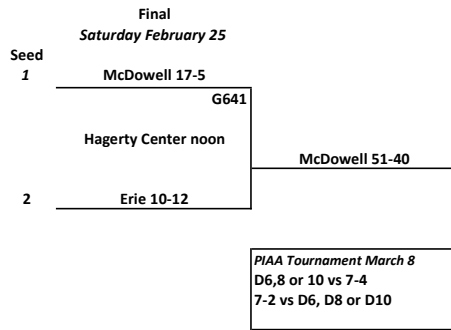 Final
Saturday February 25
Seed
1 McDowell 17-5
G641
Hagerty Center noon
McDowell 51-40
2 Erie 10-12
PIAA Tournament March 8
D6,8 or 10 vs 7-4
7-2 vs D6, D8 or D10